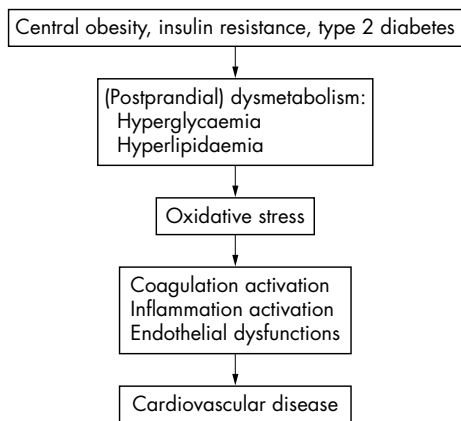 Central obesity, insulin resistance, type 2 diabetes
(Postprandial) dysmetabolism:
Hyperglycaemia
Hyperlipidaemia
Oxidative stress
Coagulation activation
Inflammation activation
Endothelial dysfunctions
Cardiovascular disease